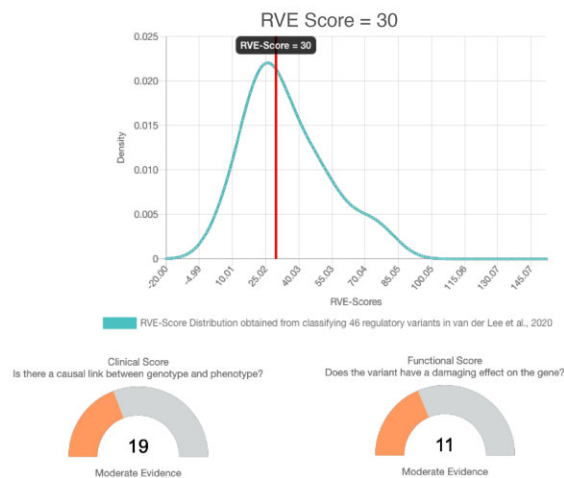 RVE Score = 30
RVE-Score = 30
0.025
0.020
0.015
0.010
0.005
0
Density
-20.00
-4.99
10.01
25.02
40.03
55.03
70.04
85.05
100.05
115.06
130.07
145.07
RVE-Scores
RVE-Score Distribution obtained from classifying 46 regulatory variants in van der Lee et al., 2020
Clinical Score
Is there a causal link between genotype and phenotype?
19
Moderate Evidence
Functional Score
Does the variant have a damaging effect on the gene?
11
Moderate Evidence